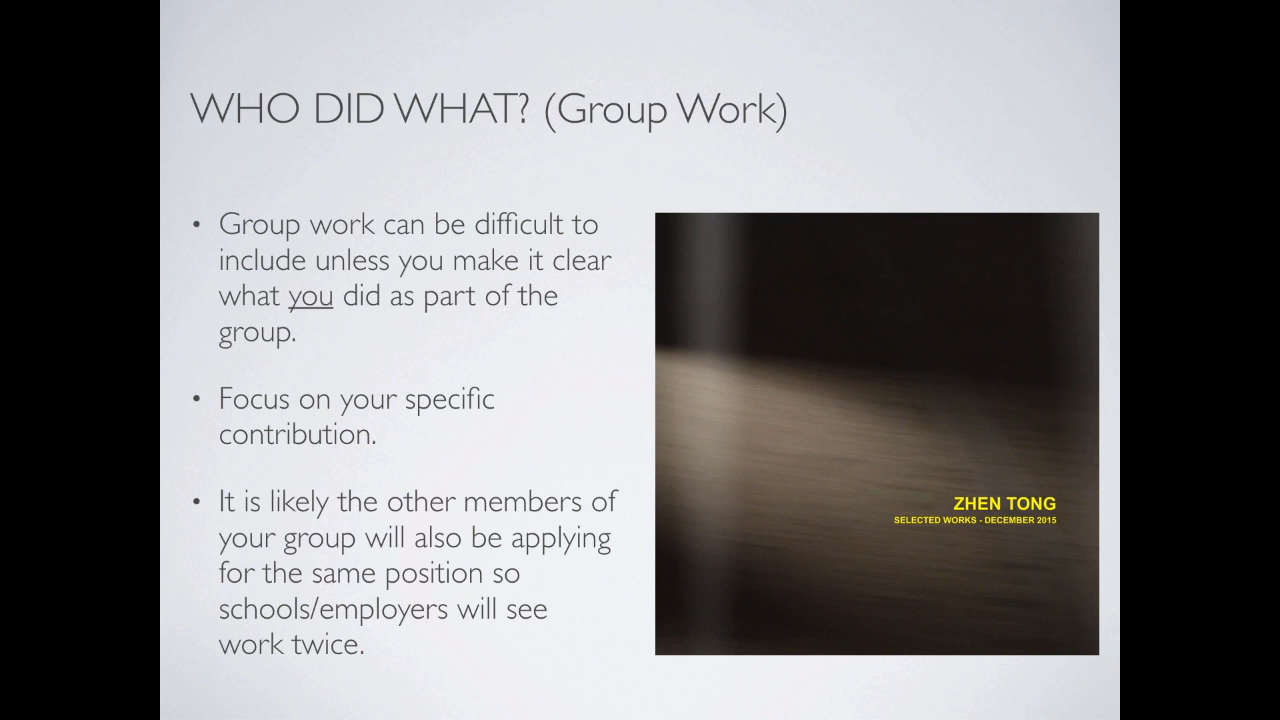 WHO DID WHAT? (Group Work)
• Group work can be difficult to
include unless you make it clear
what you did as part of the
group.
• Focus on your specific
contribution.
• It is likely the other members of
your group will also be applying
for the same position so
schools/employers will see
work twice.
ZHEN TONG
SELECTED WORKS - DECEMBER 2015